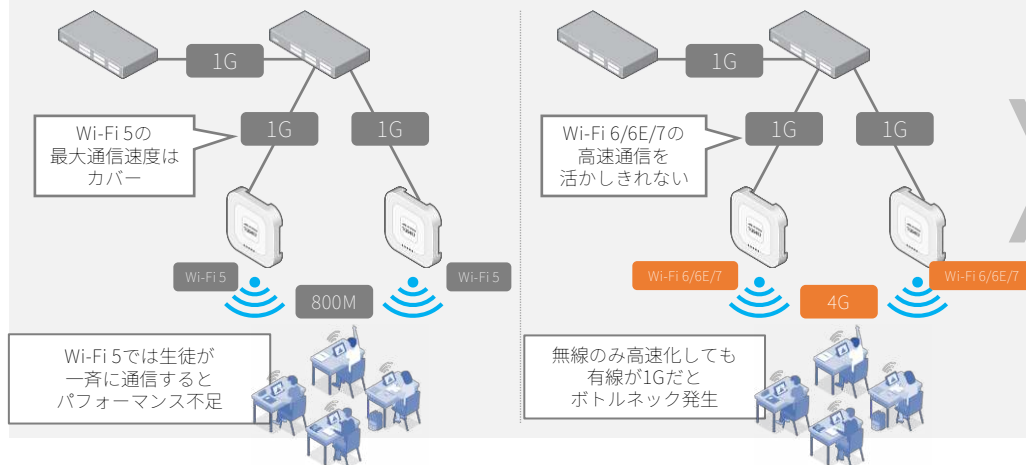 1G
1G
1G
Wi-Fi 5の
最大通信速度は
カバー
Wi-Fi 5
Wi-Fi 5
800M
Wi-Fi 5では生徒が
一斉に通信すると
パフォーマンス不足
1G
1G
1G
Wi-Fi 6/6E/7の
高速通信を
活かしきれない
Wi-Fi 6/6E/7
Wi-Fi 6/6E/7
4G
無線のみ高速化しても
有線が1Gだと
ボトルネック発生